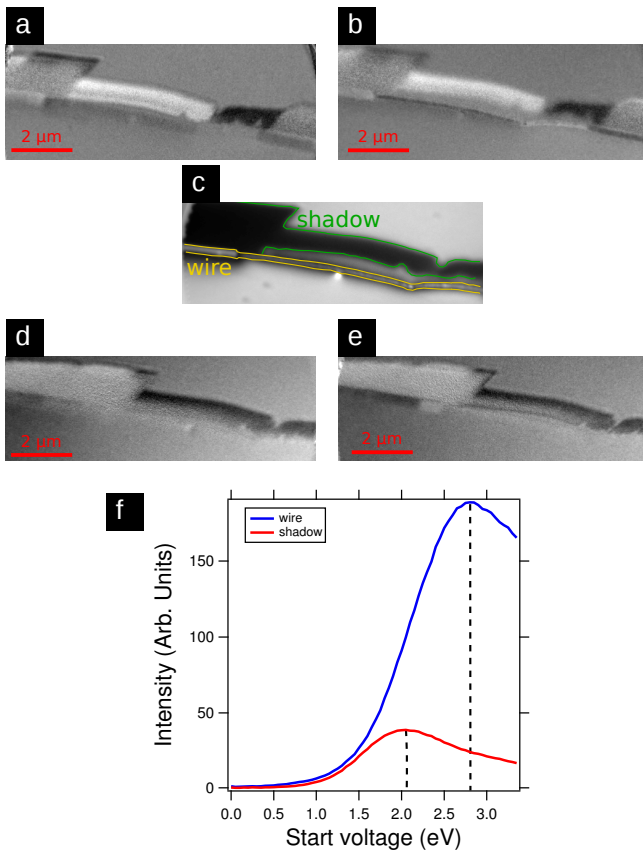 a
b
2 μm
2 μm
c
shadow
wire
d
e
2 μm
2 μm
f
wire
shadow
Intensity (Arb. Units)
150
100
50
0
0.0 0.5 1.0 1.5 2.0 2.5 3.0
Start voltage (eV)